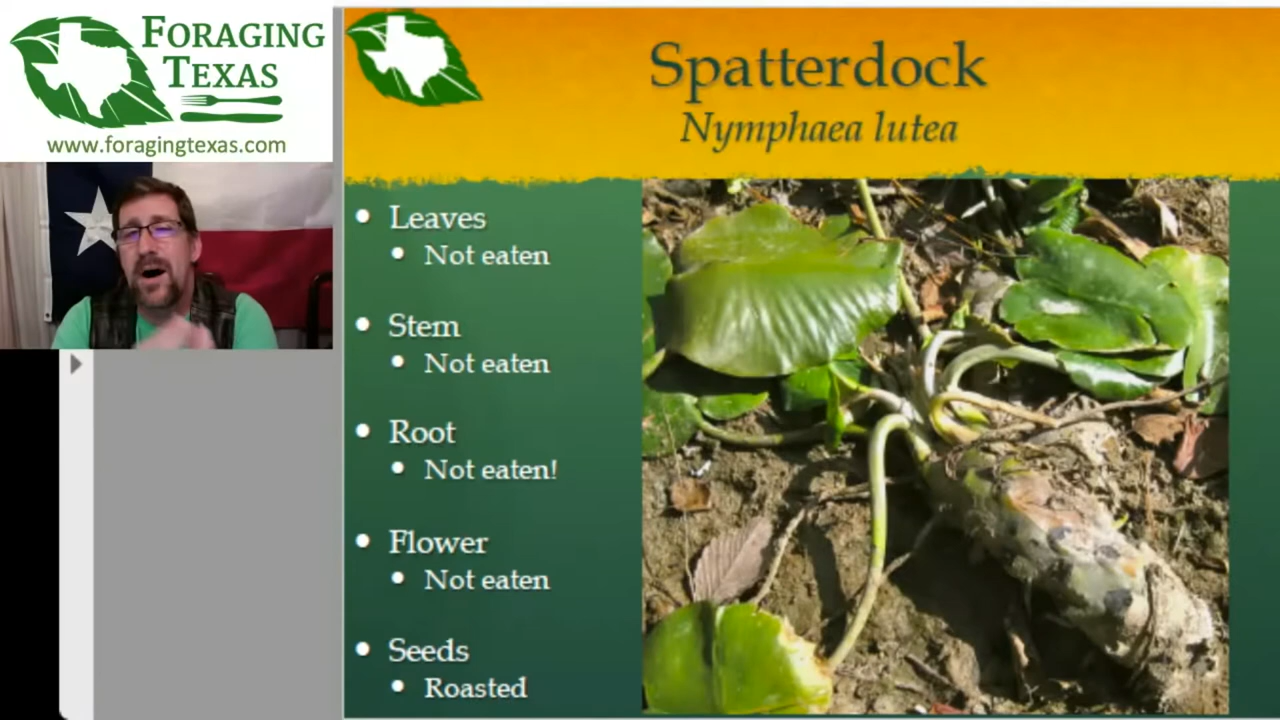 FORAGING
TEXAS
www.foragingtexas.com
Spatterdock
Nymphaea lutea
• Leaves
• Not eaten
• Stem
• Not eaten
• Root
• Not eaten!
• Flower
• Not eaten
• Seeds
• Roasted